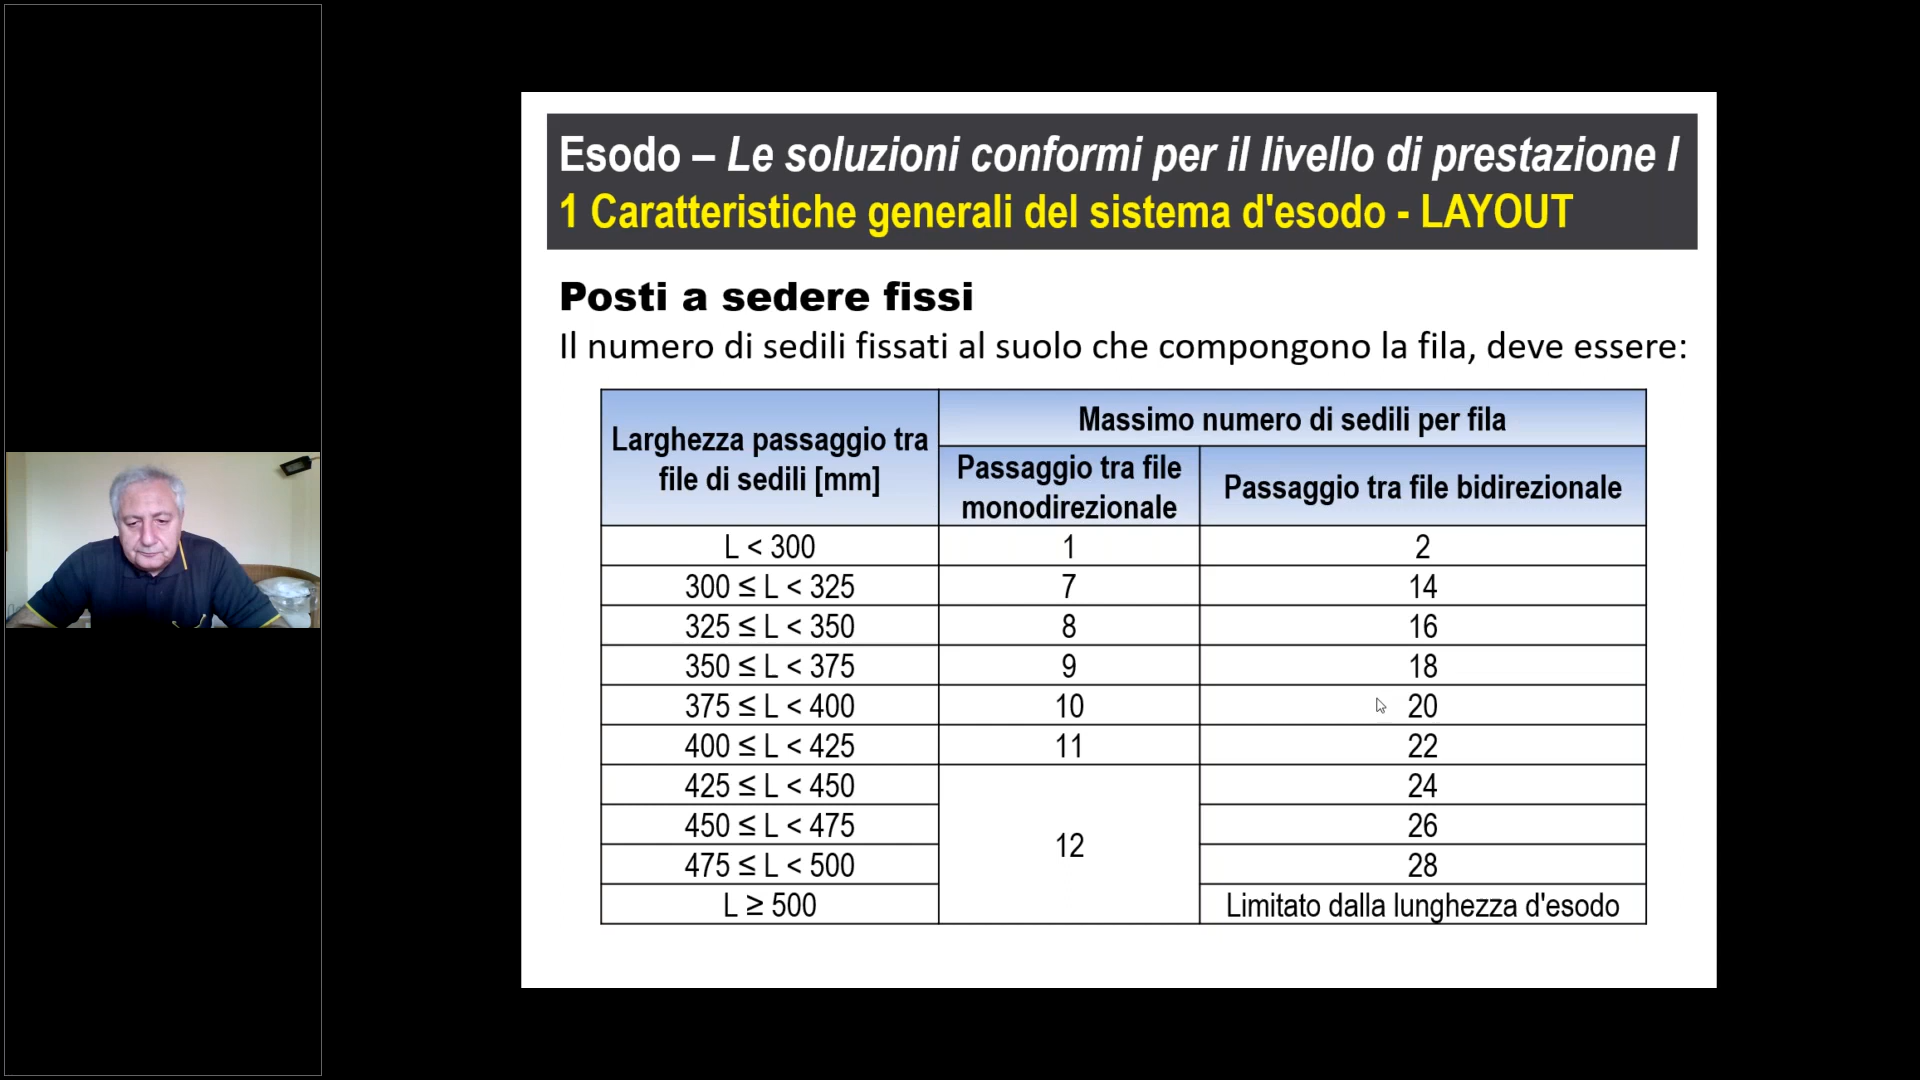 Esodo – Le soluzioni conformi per il livello di prestazione I
1 Caratteristiche generali del sistema d'esodo - LAYOUT
Posti a sedere fissi
Il numero di sedili fissati al suolo che compongono la fila, deve essere:
Larghezza passaggio tra
file di sedili [mm]
Massimo numero di sedili per fila
Passaggio tra file
monodirezionale
Passaggio tra file bidirezionale
L < 300 1 2
300 ≤ L < 325 7 14
325 ≤ L < 350 8 16
350 ≤ L < 375 9 18
375 ≤ L < 400 10 20
400 ≤ L < 425 11 22
425 ≤ L < 450 12 24
450 ≤ L < 475 26
475 ≤ L < 500 28
L ≥ 500 Limitato dalla lunghezza d'esodo